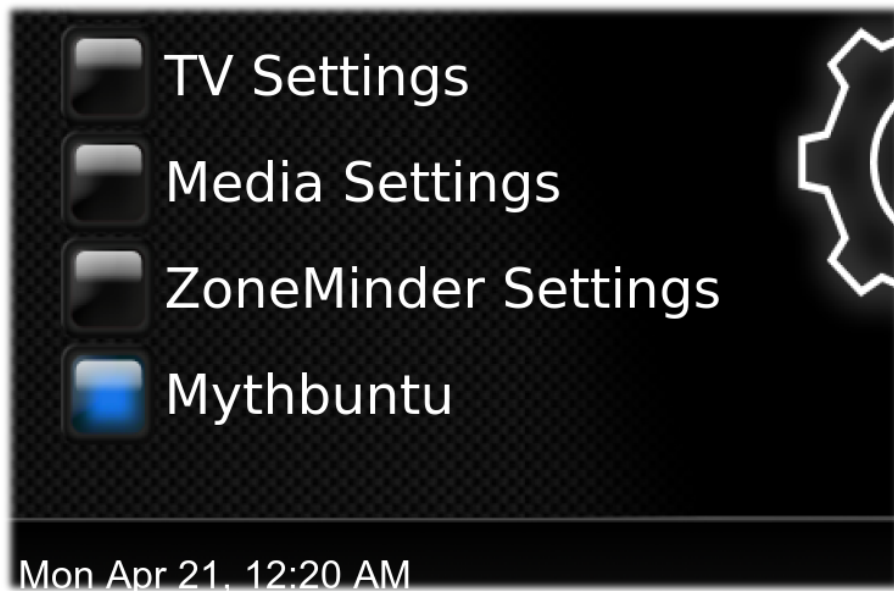 TV Settings
Media Settings
ZoneMinder Settings
Mythbuntu
Mon Apr 21, 12:20 AM